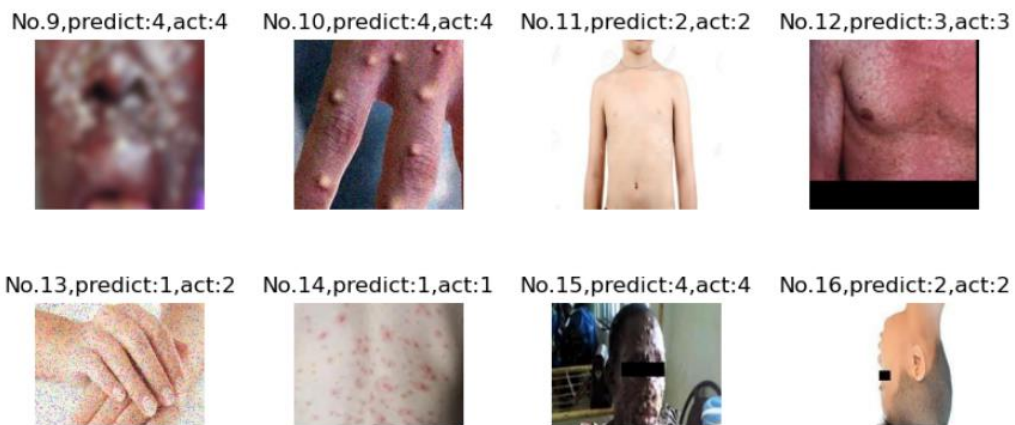 No.9,predict:4,act:4
No.10,predict:4,act:4
No.11,predict:2,act:2
No.12,predict:3,act:3
No.13,predict:1,act:2
No.14,predict:1,act:1
No.15,predict:4,act:4
No.16,predict:2,act:2